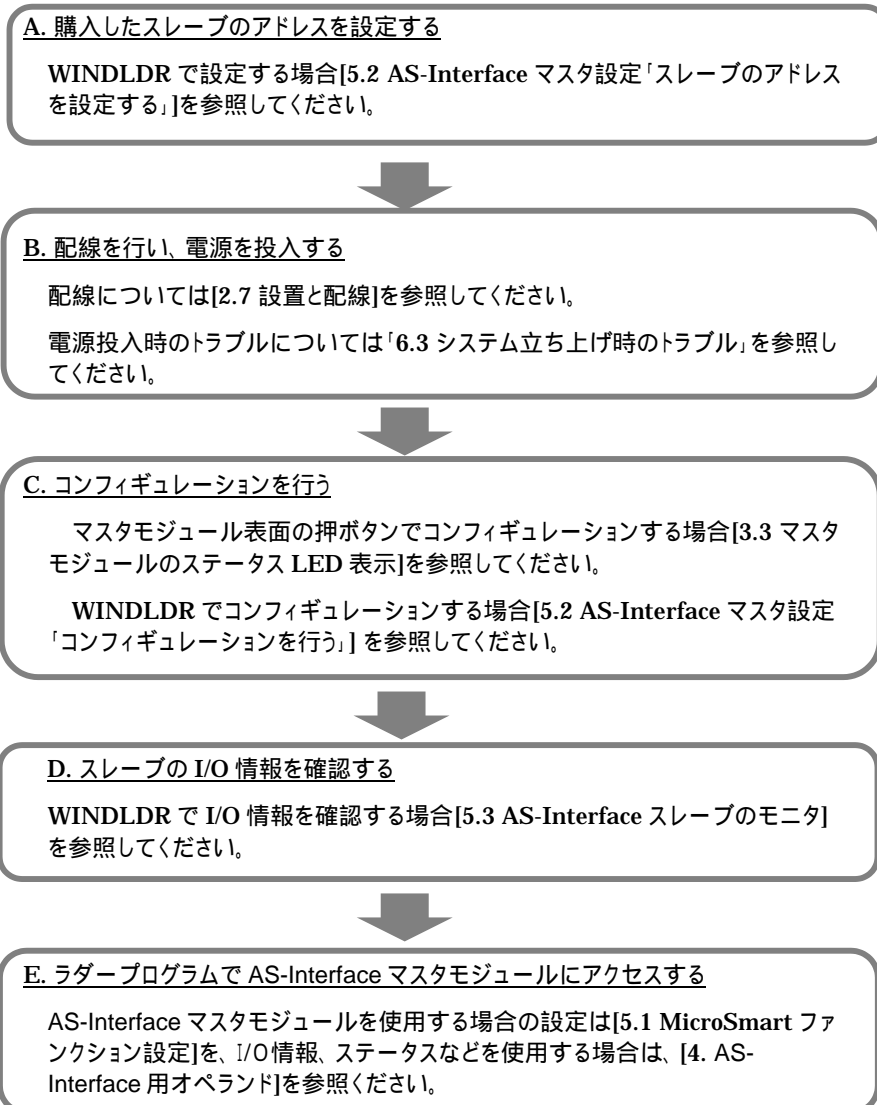 A. 購入したスレーブのアドレスを設定する
WINDLDR で設定する場合[5.2 AS-Interface マスタ設定「スレーブのアドレス
を設定する」]を参照してください。
B. 配線を行い、電源を投入する
配線については[2.7 設置と配線]を参照してください。
電源投入時のトラブルについては「6.3 システム立ち上げ時のトラブル」を参照し
てください。
C. コンフィギュレーションを行う
マスタモジュール表面の押ボタンでコンフィギュレーションする場合[3.3 マスタ
モジュールのステータス LED 表示]を参照してください。
WINDLDR でコンフィギュレーションする場合[5.2 AS-Interface マスタ設定
「コンフィギュレーションを行う」] を参照してください。
D. スレーブの I/O 情報を確認する
WINDLDR で I/O 情報を確認する場合[5.3 AS-Interface スレーブのモニタ]
を参照してください。
E. ラダープログラムで AS-Interface マスタモジュールにアクセスする
AS-Interface マスタモジュールを使用する場合の設定は[5.1 MicroSmart ファ
ンクション設定]を、I/O情報、ステータスなどを使用する場合は、[4. AS-
Interface 用オペランド]を参照ください。